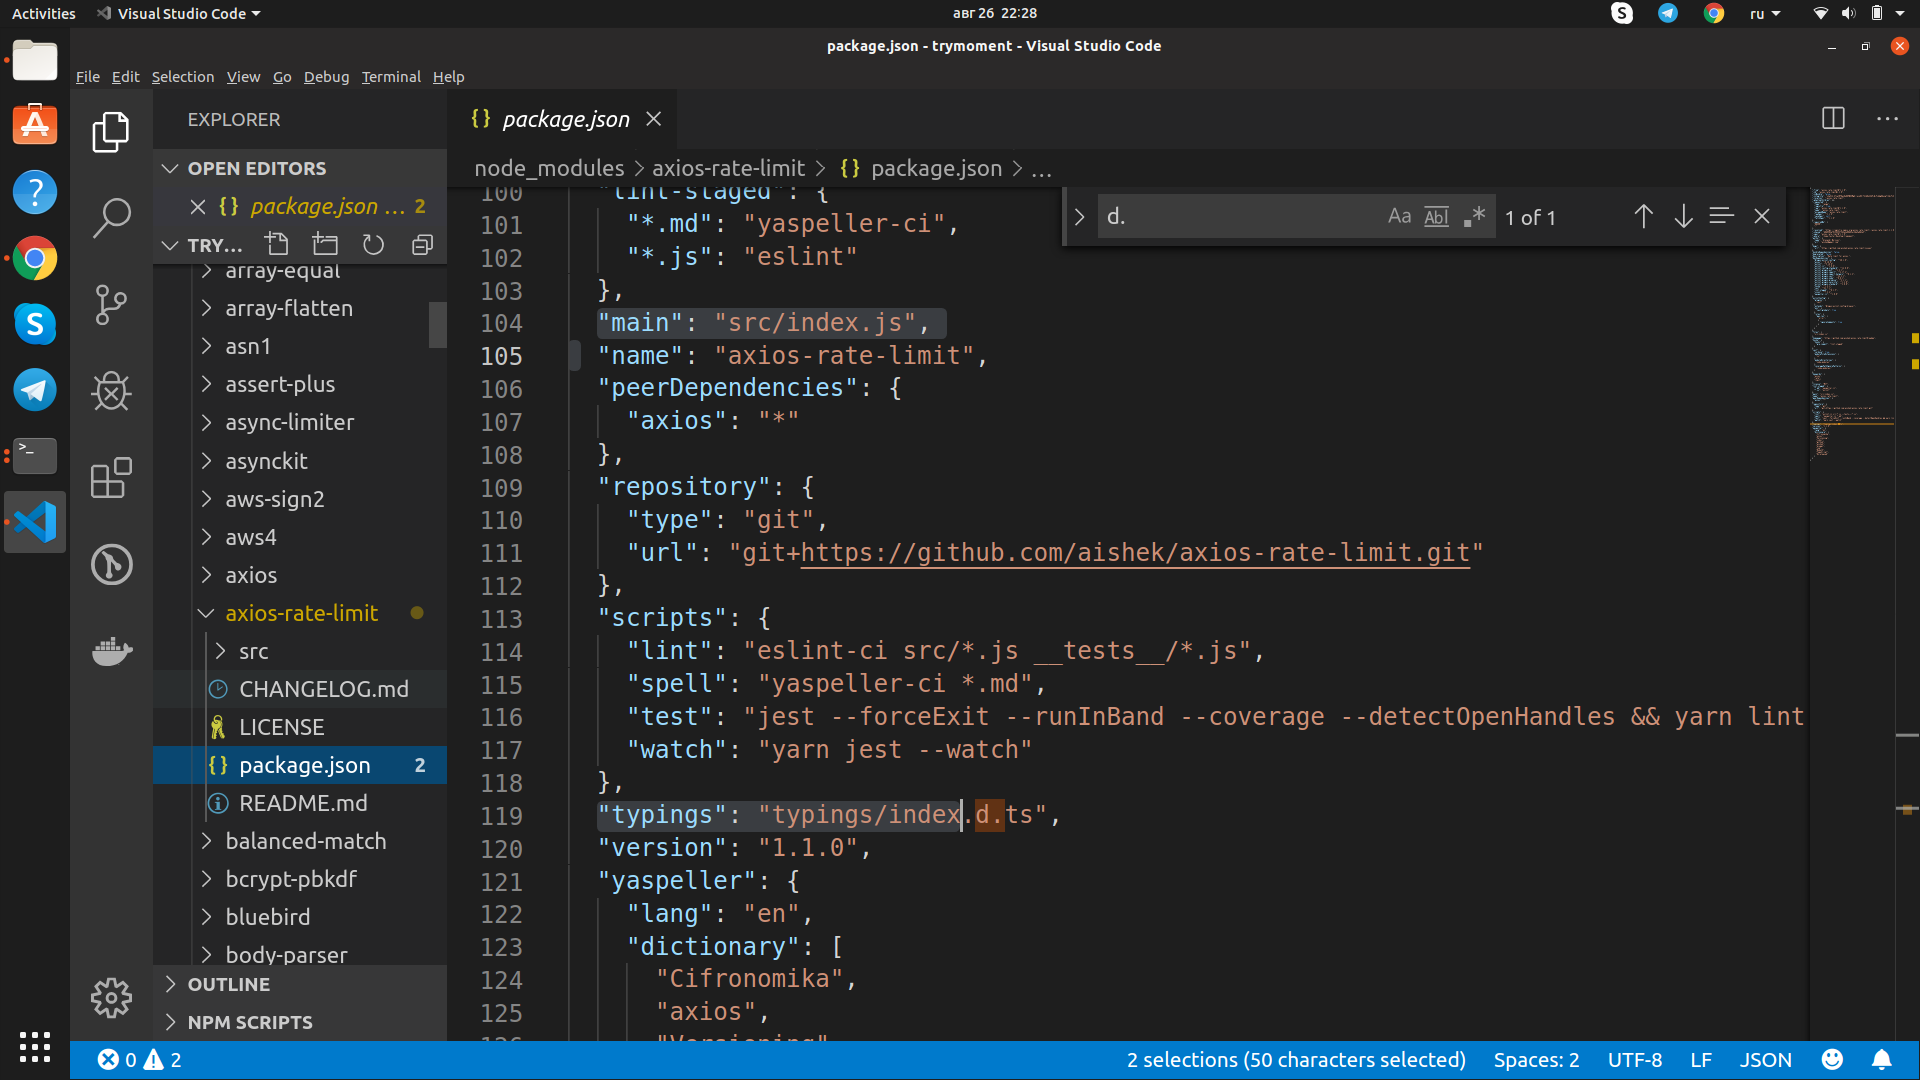 Activities Visual Studio Code авг 26 22:28 ru
package.json - trymoment - Visual Studio Code
File Edit Selection View Go Debug Terminal Help
EXPLORER
OPEN EDITORS
package.json ... 2
TRY...
array-equal
array-flatten
asn1
assert-plus
async-limiter
asynckit
aws-sign2
aws4
axios
axios-rate-limit
src
CHANGELOG.md
LICENSE
package.json 2
README.md
balanced-match
bcrypt-pbkdf
bluebird
body-parser
OUTLINE
NPM SCRIPTS
{} package.json
node_modules > axios-rate-limit > {} package.json > ...
d. Aa Abl .* 1 of 1
100 "lint-staged": {
101 "*.md": "yaspeller-ci",
102 "*.js": "eslint"
103 },
104 "main": "src/index.js",
105 "name": "axios-rate-limit",
106 "peerDependencies": {
107 "axios": "*"
108 },
109 "repository": {
110 "type": "git",
111 "url": "git+https://github.com/aishek/axios-rate-limit.git"
112 },
113 "scripts": {
114 "lint": "eslint-ci src/*.js __tests__/*.js",
115 "spell": "yaspeller-ci *.md",
116 "test": "jest --forceExit --runInBand --coverage --detectOpenHandles && yarn lint
117 "watch": "yarn jest --watch"
118 },
119 "typings": "typings/index.d.ts",
120 "version": "1.1.0",
121 "yaspeller": {
122 "lang": "en",
123 "dictionary": [
124 "Cifronomika",
125 "axios",
126 "Versioning"
0 2 2 selections (50 characters selected) Spaces: 2 UTF-8 LF JSON